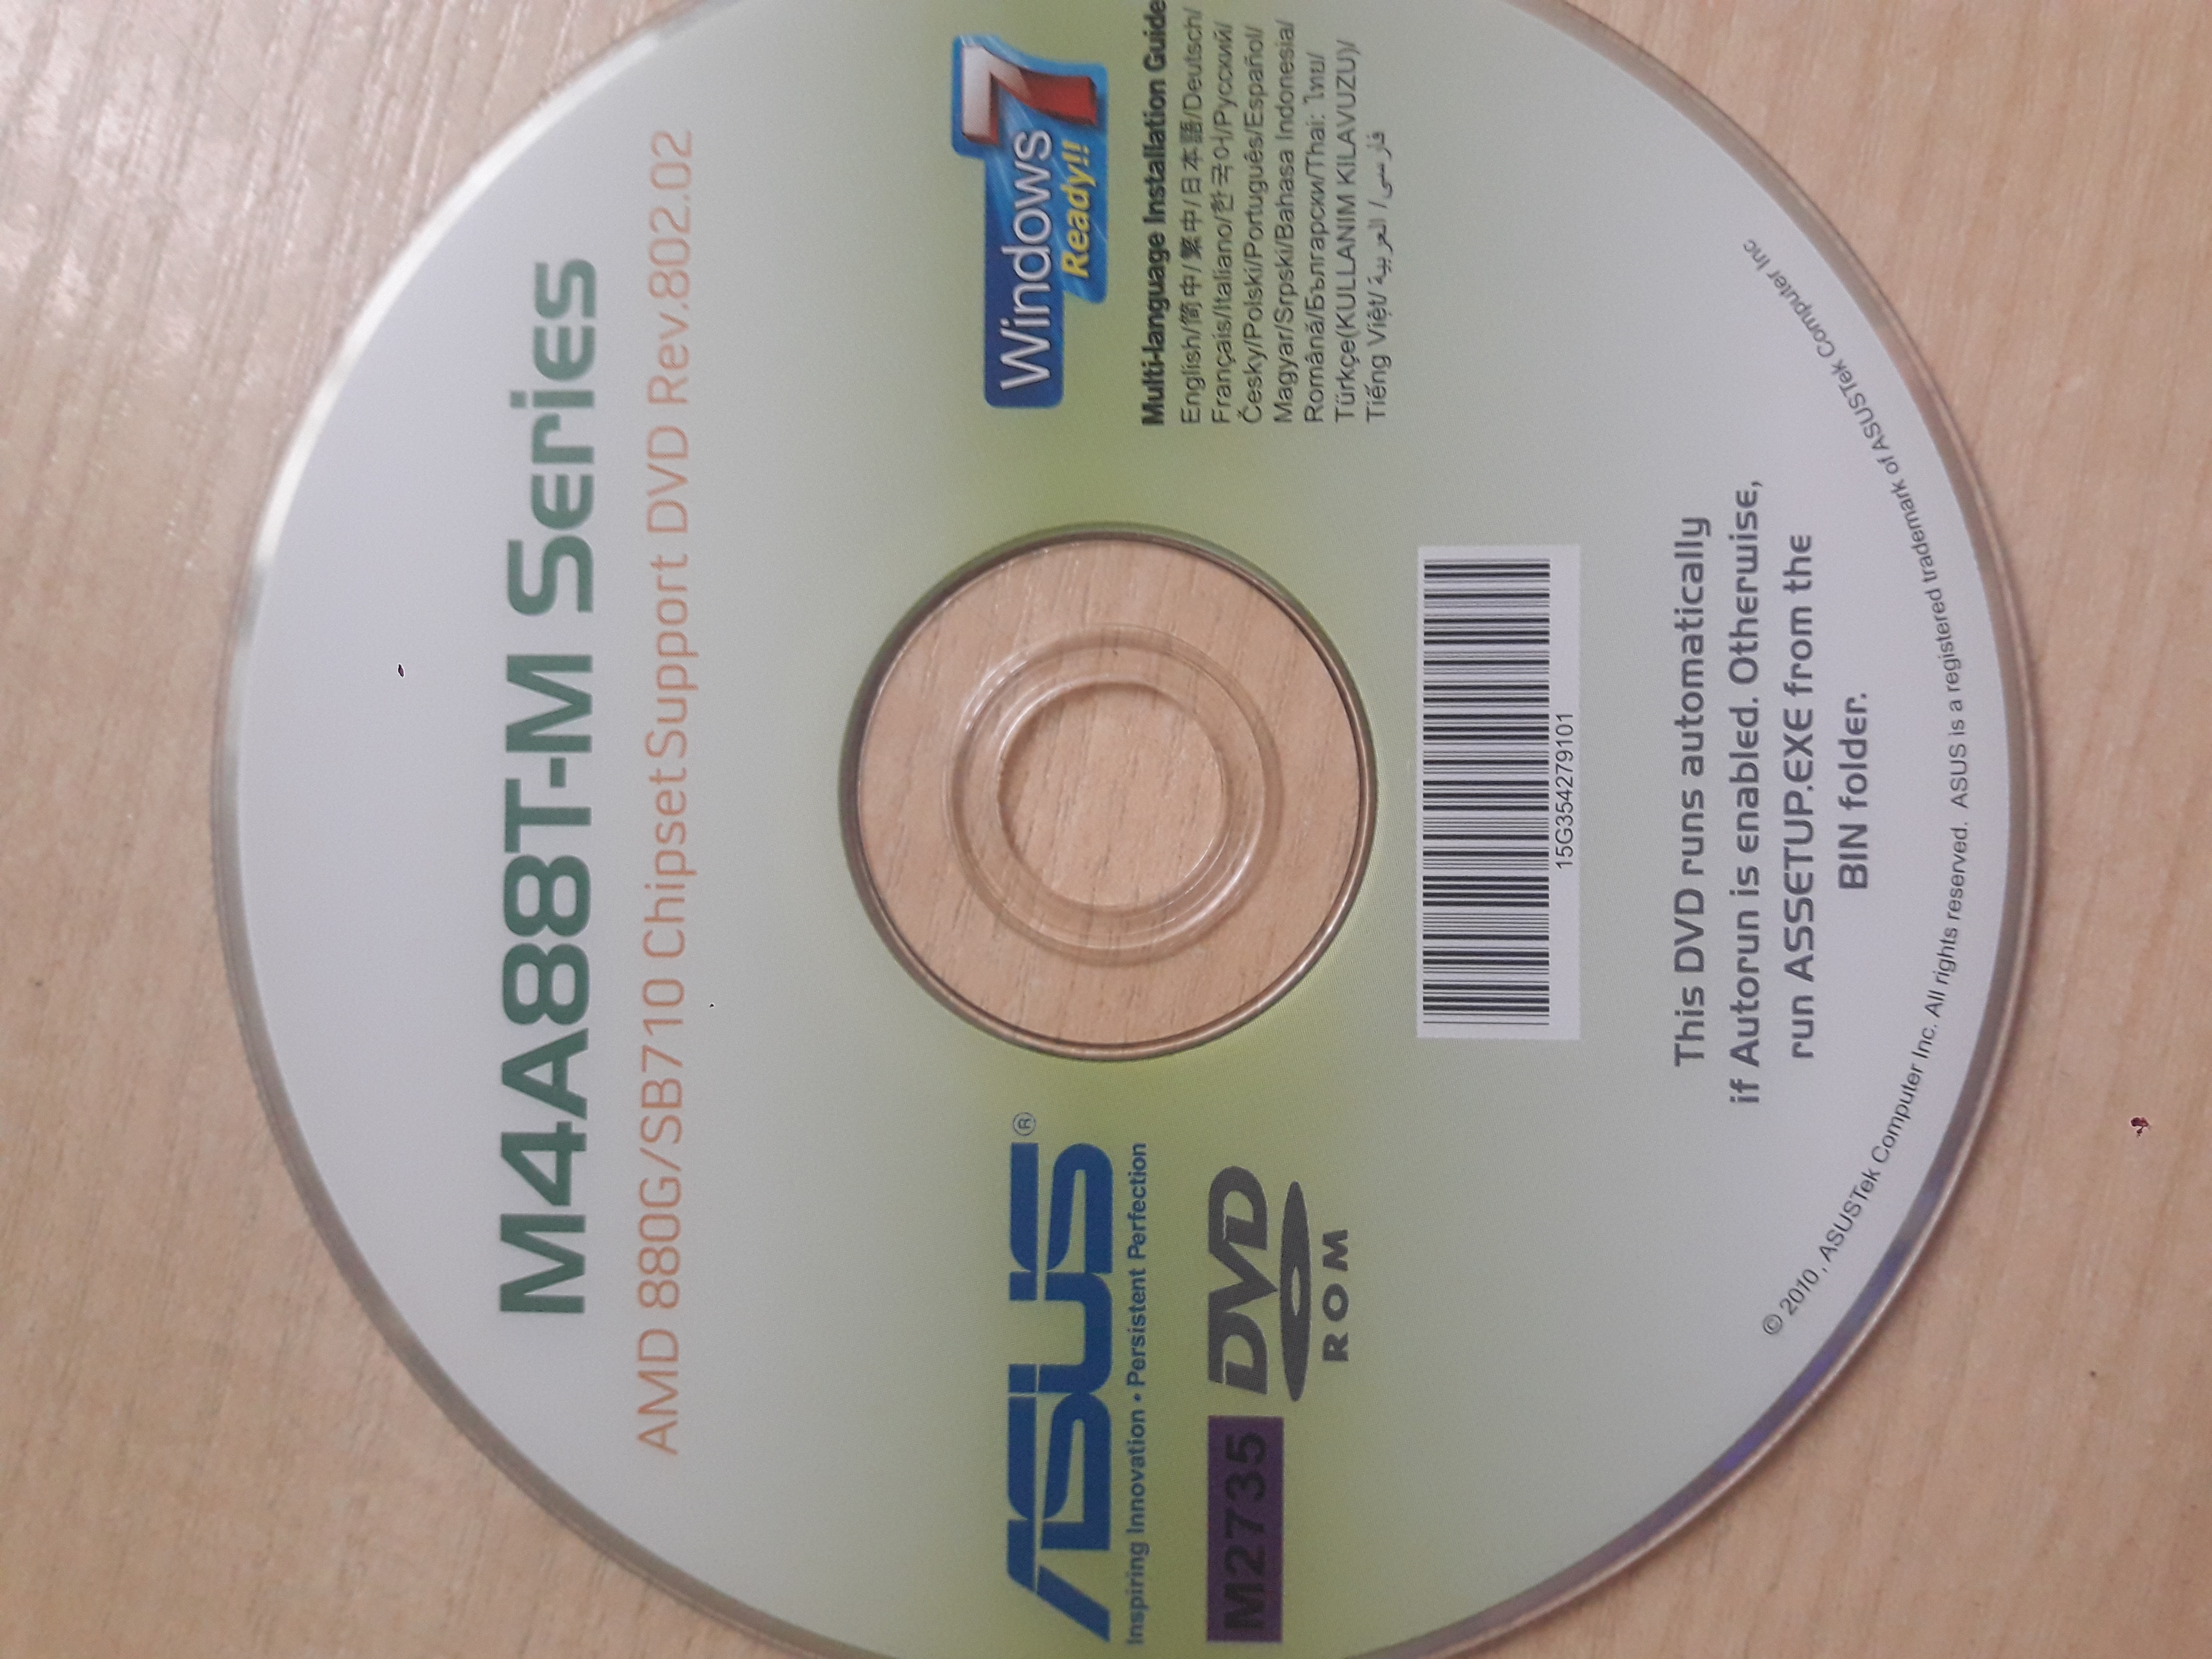 M4A88T-M Series
AMD 880G/SB710 ChipsetSupport DVD Rev.802.02
ASUS®
Inspiring Innovation • Persistent Perfection
M2735
DVD
ROM
Windows 7
Ready!!
Multi-language Installation Guide
English/簡中/繁中/日本語/Deutsch/
Français/Italiano/한국어/Русский/
Česky/Polski/Português/Español/
Magyar/Srpski/Bahasa Indonesia/
Română/Български/Thai: ไทย/
Türkçe(KULLANIM KILAVUZU)/
Tiếng Việt/ العربية / فارسی
15G354279101
This DVD runs automatically
if Autorun is enabled. Otherwise,
run ASSETUP.EXE from the
BIN folder.
© 2010, ASUSTek Computer Inc. All rights reserved. ASUS is a registered trademark of ASUSTek Computer Inc